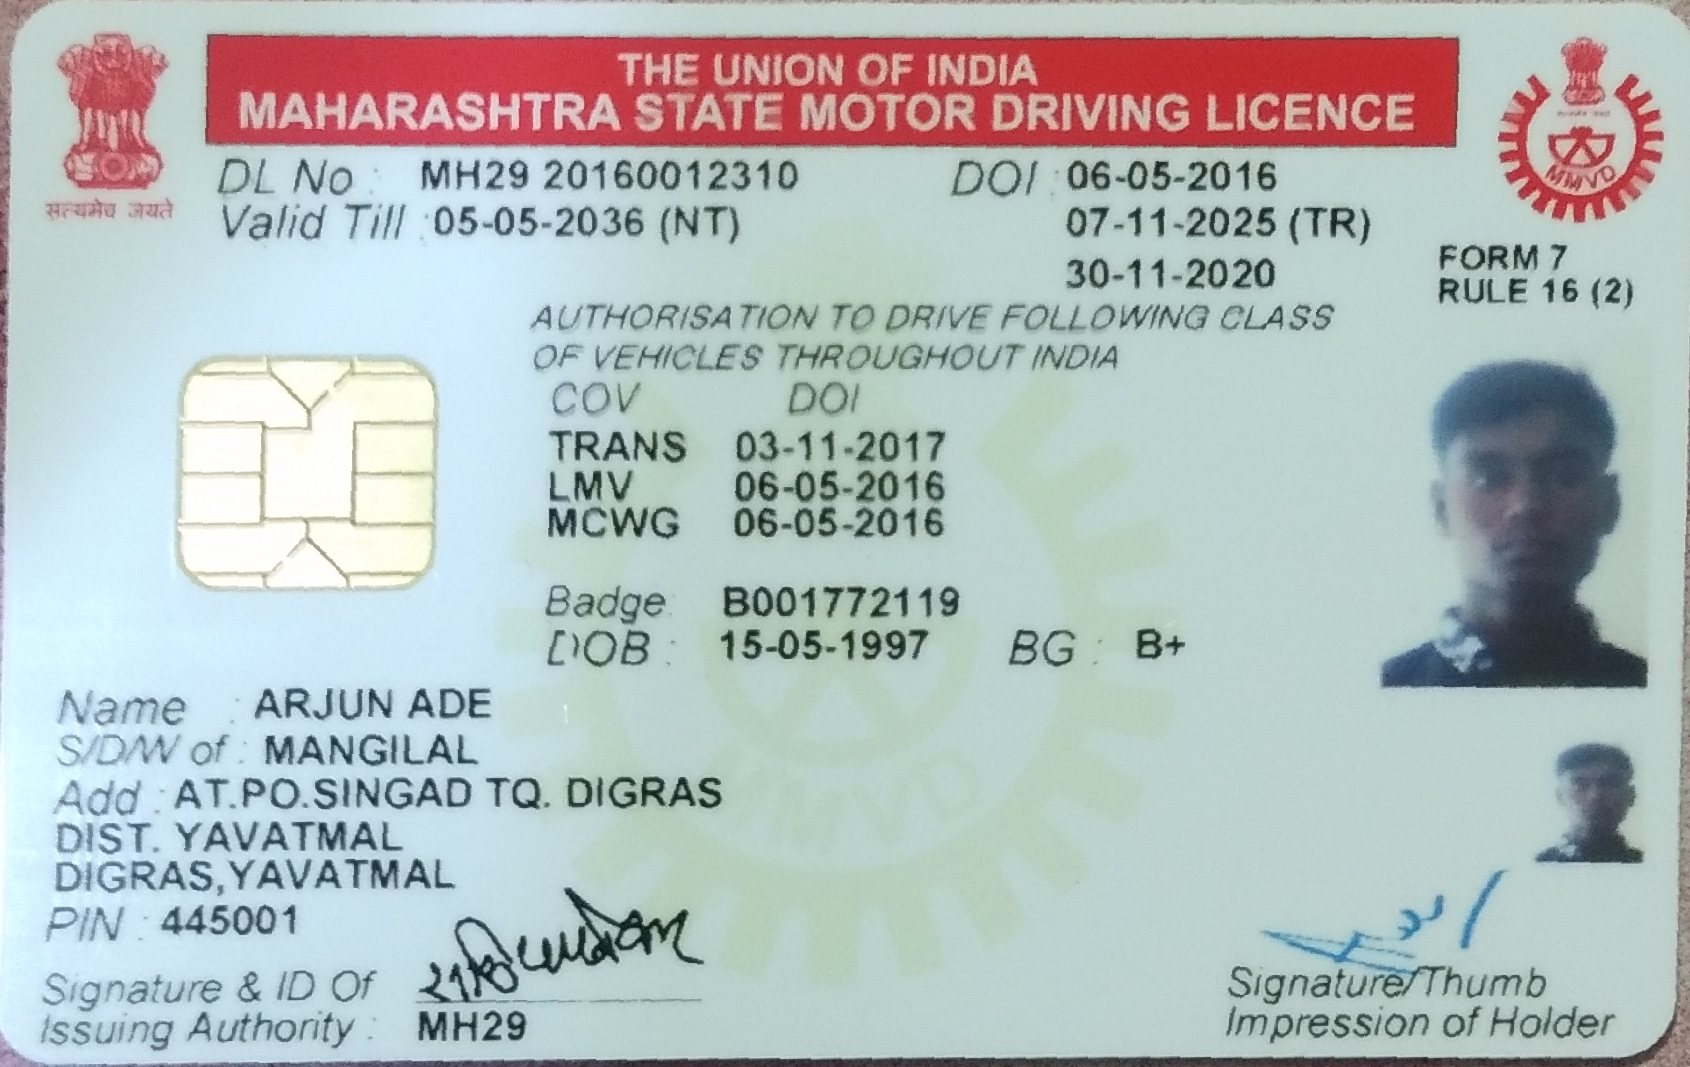 THE UNION OF INDIA
MAHARASHTRA STATE MOTOR DRIVING LICENCE
सत्यमेव जयते
MMVD
DL No : MH29 20160012310 DOI : 06-05-2016
Valid Till : 05-05-2036 (NT) 07-11-2025 (TR)
30-11-2020
FORM 7
RULE 16 (2)
AUTHORISATION TO DRIVE FOLLOWING CLASS
OF VEHICLES THROUGHOUT INDIA
COV DOI
TRANS 03-11-2017
LMV 06-05-2016
MCWG 06-05-2016
Badge B001772119
DOB : 15-05-1997 BG : B+
Name : ARJUN ADE
S/D/W of : MANGILAL
Add : AT.PO.SINGAD TQ. DIGRAS
DIST. YAVATMAL
DIGRAS,YAVATMAL
PIN : 445001
Signature & ID Of
Issuing Authority : MH29
Signature/Thumb
Impression of Holder
MMVD